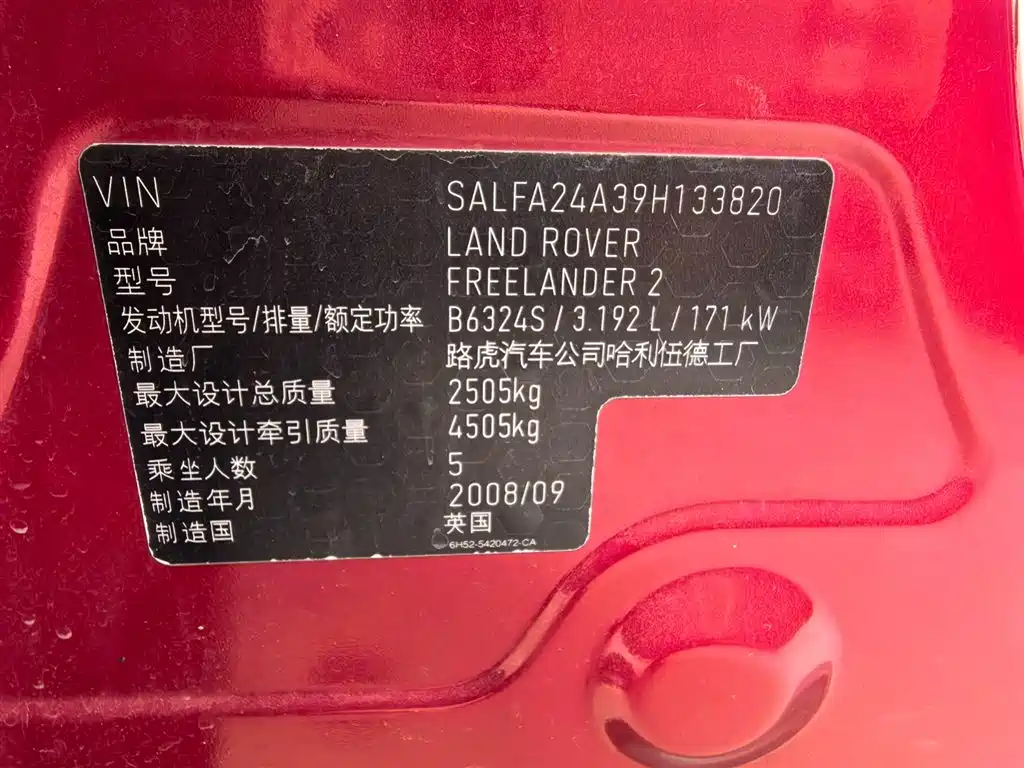 VIN SALFA24A39H133820
品牌 LAND ROVER
型号 FREELANDER 2
发动机型号/排量/额定功率 B6324S / 3.192 L / 171 kW
制造厂 路虎汽车公司哈利伍德工厂
最大设计总质量 2505kg
最大设计牵引质量 4505kg
乘坐人数 5
制造年月 2008/09
制造国 英国
6H52-5420472-CA